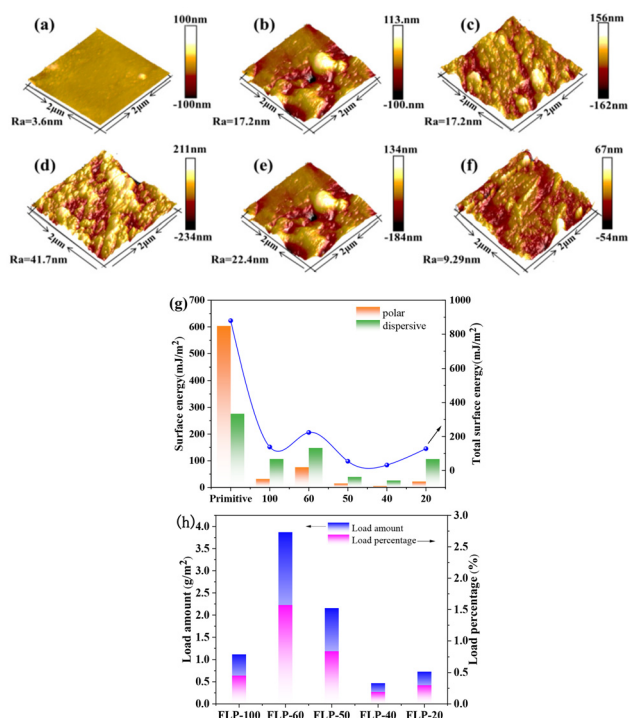 (a)
100nm
-100nm
2μm
2μm
Ra=3.6nm
(b)
113.nm
-100.nm
2μm
2μm
Ra=17.2nm
(c)
156nm
-162nm
2μm
2μm
Ra=17.2nm
(d)
211nm
-234nm
2μm
2μm
Ra=41.7nm
(e)
134nm
-184nm
2μm
2μm
Ra=22.4nm
(f)
67nm
-54nm
2μm
2μm
Ra=9.29nm
(g)
polar
dispersive
Surface energy(mJ/m²)
700
600
500
400
300
200
100
0
Total surface energy(mJ/m²)
1000
800
600
400
200
0
Primitive 100 60 50 40 20
(h)
Load amount
Load percentage
Load amount (g/m²)
4.0
3.5
3.0
2.5
2.0
1.5
1.0
0.5
0.0
Load percentage (%)
3.0
2.5
2.0
1.5
1.0
0.5
0.0
FLP-100 FLP-60 FLP-50 FLP-40 FLP-20